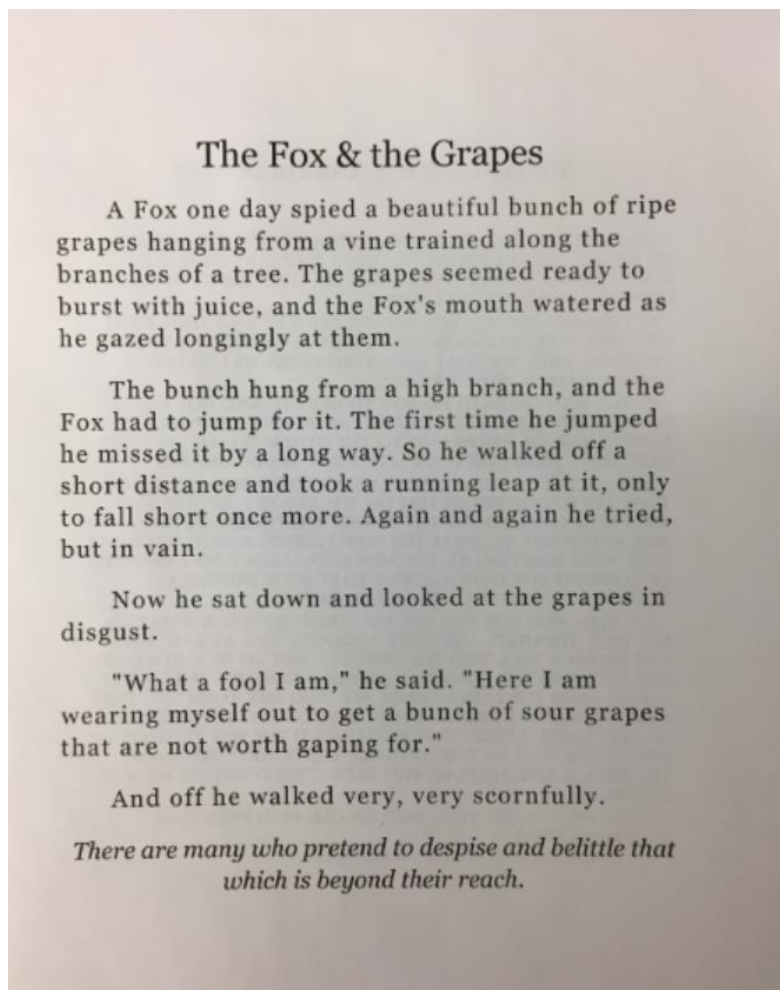 The Fox & the Grapes
A Fox one day spied a beautiful bunch of ripe
grapes hanging from a vine trained along the
branches of a tree. The grapes seemed ready to
burst with juice, and the Fox's mouth watered as
he gazed longingly at them.
The bunch hung from a high branch, and the
Fox had to jump for it. The first time he jumped
he missed it by a long way. So he walked off a
short distance and took a running leap at it, only
to fall short once more. Again and again he tried,
but in vain.
Now he sat down and looked at the grapes in
disgust.
"What a fool I am," he said. "Here I am
wearing myself out to get a bunch of sour grapes
that are not worth gaping for."
And off he walked very, very scornfully.
There are many who pretend to despise and belittle that
which is beyond their reach.